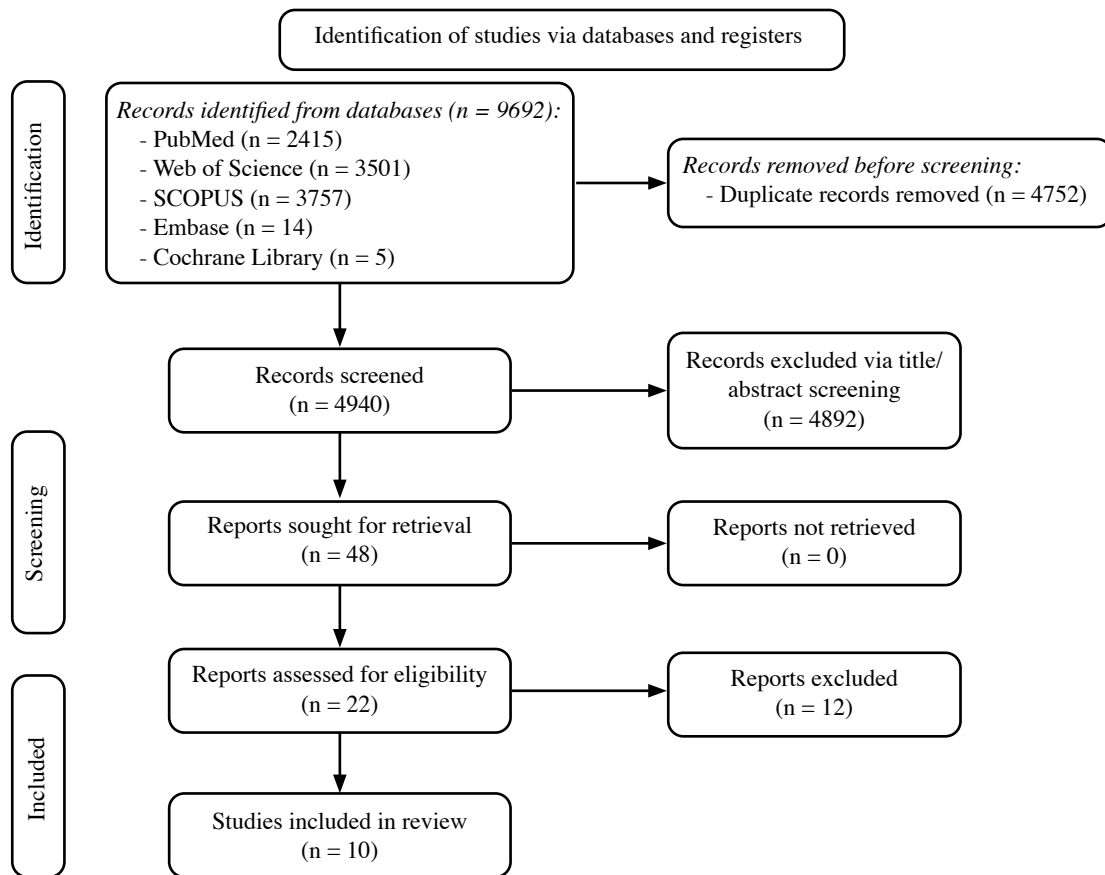 Identification of studies via databases and registers
Identification
Records identified from databases (n = 9692):
- PubMed (n = 2415)
- Web of Science (n = 3501)
- SCOPUS (n = 3757)
- Embase (n = 14)
- Cochrane Library (n = 5)
Records removed before screening:
- Duplicate records removed (n = 4752)
Records screened
(n = 4940)
Records excluded via title/
abstract screening
(n = 4892)
Screening
Reports sought for retrieval
(n = 48)
Reports not retrieved
(n = 0)
Reports assessed for eligibility
(n = 22)
Reports excluded
(n = 12)
Included
Studies included in review
(n = 10)